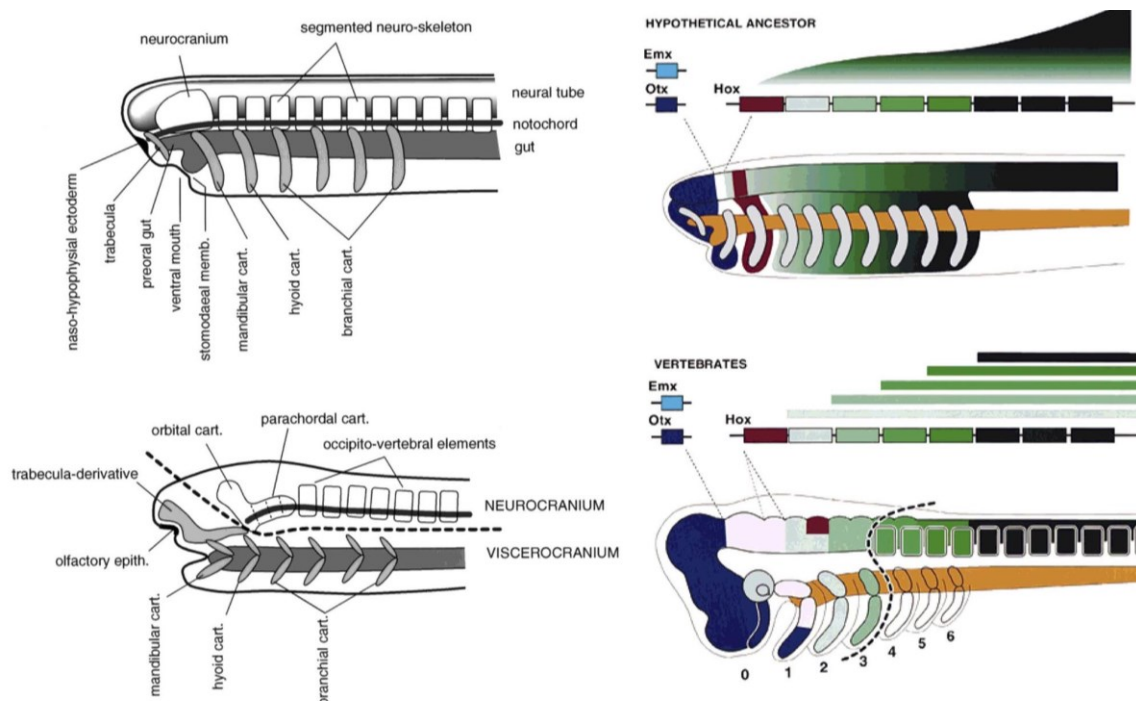 neurocranium
segmented neuro-skeleton
neural tube
notochord
gut
naso-hypophysial ectoderm
trabecula
preoral gut
ventral mouth
stomodaeal memb.
mandibular cart.
hyoid cart.
branchial cart.
orbital cart.
parachordal cart.
occipito-vertebral elements
trabecula-derivative
NEUROCRANIUM
VISCEROCRANIUM
olfactory epith.
mandibular cart.
hyoid cart.
branchial cart.
HYPOTHETICAL ANCESTOR
Emx
Otx
Hox
VERTEBRATES
Emx
Otx
Hox
0
1
2
3
4
5
6